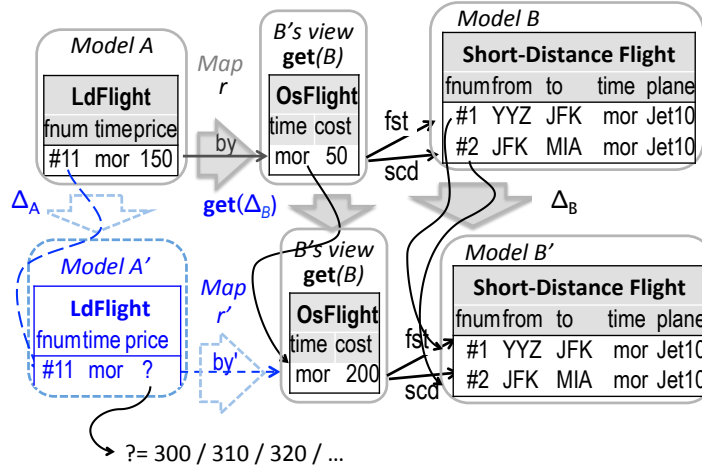 Model A
Map
r
B's view
get(B)
Model B
LdFlight
fnum time price
#11 mor 150
by
OsFlight
time cost
mor 50
fst
scd
Short-Distance Flight
fnum from to time plane
#1 YYZ JFK mor Jet10
#2 JFK MIA mor Jet10
ΔA
get(ΔB)
ΔB
Model A'
Map
r'
B's view
get(B)
Model B'
LdFlight
fnum time price
#11 mor ?
by'
OsFlight
time cost
mor 200
fst
scd
Short-Distance Flight
fnum from to time plane
#1 YYZ JFK mor Jet10
#2 JFK MIA mor Jet10
?= 300 / 310 / 320 / ...